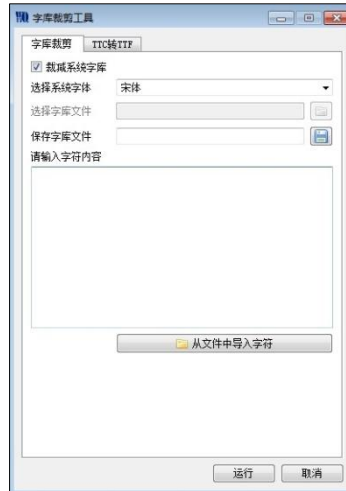 字库裁剪工具
字库裁剪 TTC转TTF
裁减系统字库
选择系统字体 宋体
选择字库文件
保存字库文件
请输入字符内容
从文件中导入字符
运行 取消